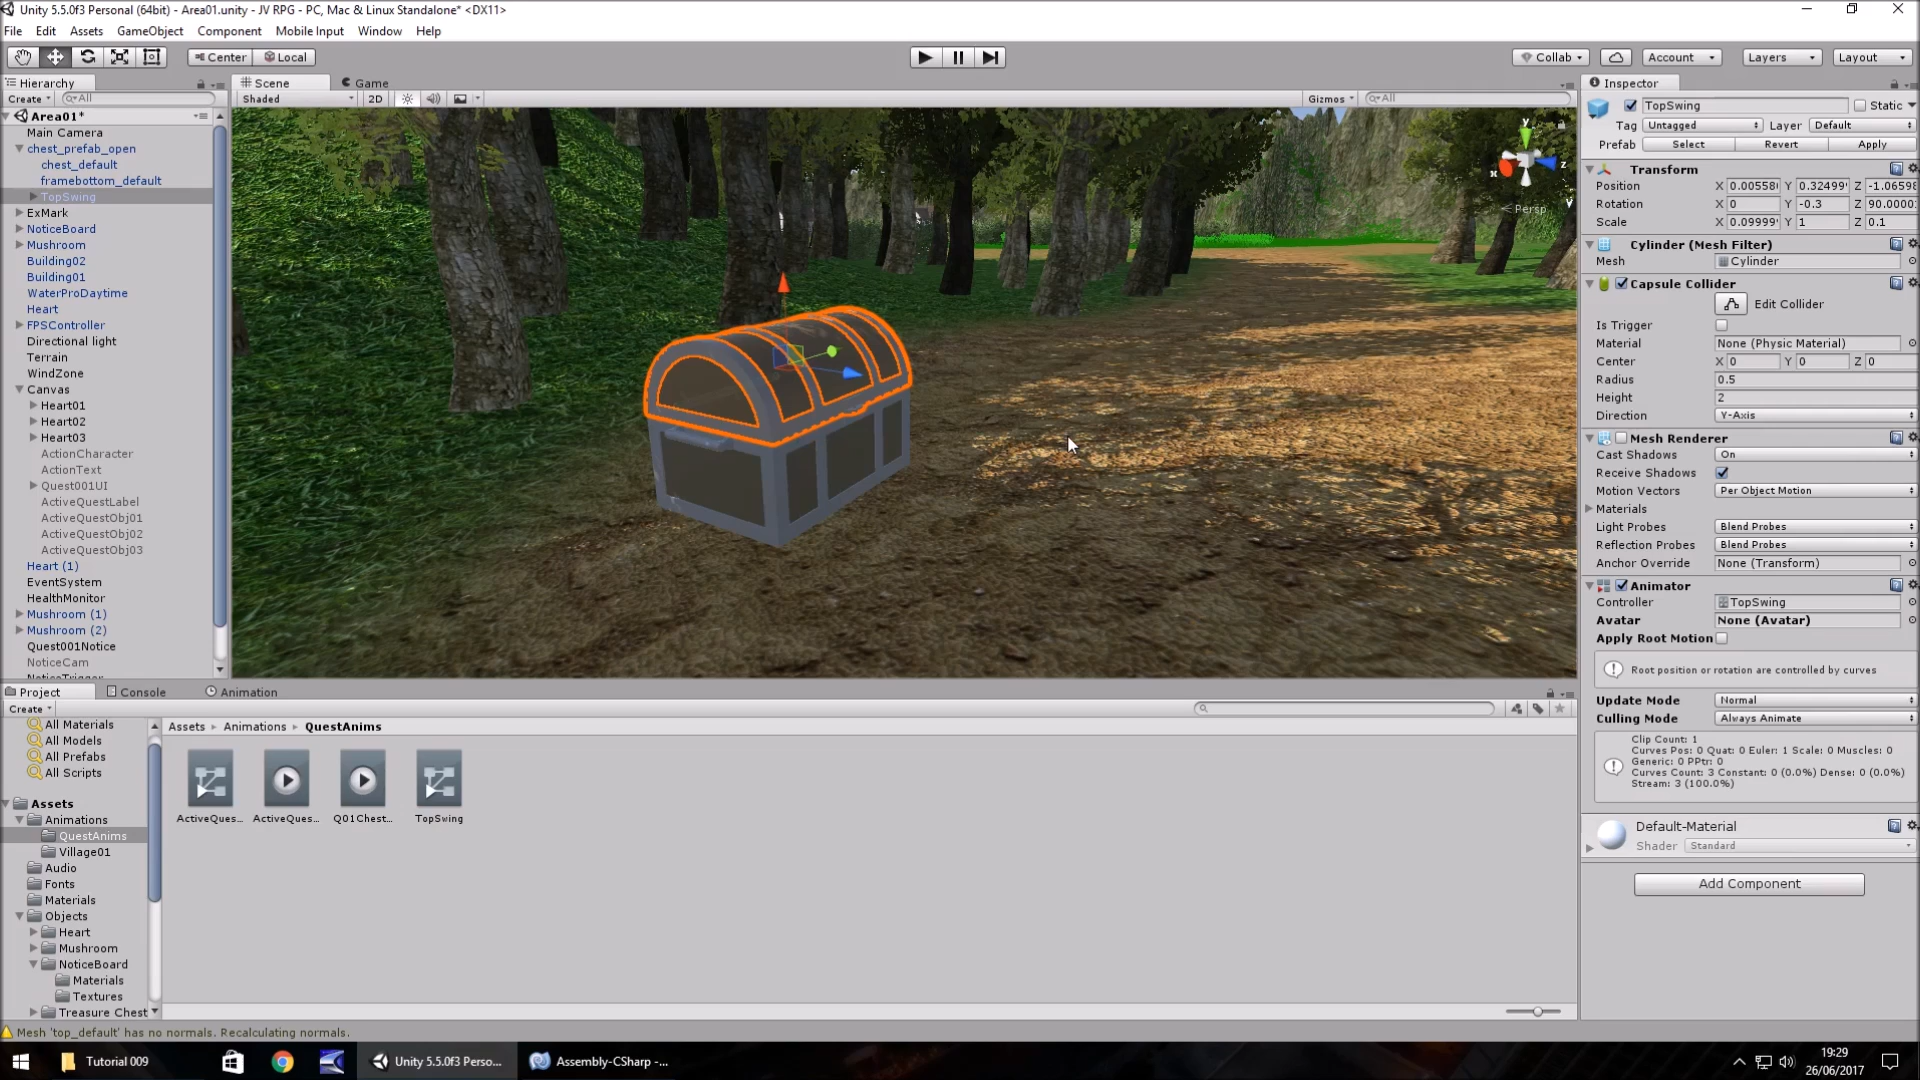 Unity 5.5.0f3 Personal (64bit) - Area01.unity - JV RPG - PC, Mac & Linux Standalone* <DX11>
File Edit Assets GameObject Component Mobile Input Window Help
Center Local Collab Account Layers Layout
Hierarchy
Create All
Area01*
Main Camera
chest_prefab_open
chest_default
framebottom_default
TopSwing
ExMark
NoticeBoard
Mushroom
Building02
Building01
WaterProDaytime
Heart
FPSController
Directional light
Terrain
WindZone
Canvas
Heart01
Heart02
Heart03
ActionCharacter
ActionText
Quest001UI
ActiveQuestLabel
ActiveQuestObj01
ActiveQuestObj02
ActiveQuestObj03
Heart (1)
EventSystem
HealthMonitor
Mushroom (1)
Mushroom (2)
Quest001Notice
NoticeCam
Scene Game
Shaded 2D Gizmos All
y
x z
Persp
Inspector
TopSwing Static
Tag Untagged Layer Default
Prefab Select Revert Apply
Transform
Position X 0.00558 Y 0.32499 Z -1.06598
Rotation X 0 Y -0.3 Z 90.0000
Scale X 0.09999 Y 1 Z 0.1
Cylinder (Mesh Filter)
Mesh Cylinder
Capsule Collider
Edit Collider
Is Trigger
Material None (Physic Material)
Center X 0 Y 0 Z 0
Radius 0.5
Height 2
Direction Y-Axis
Mesh Renderer
Cast Shadows On
Receive Shadows
Motion Vectors Per Object Motion
Materials
Light Probes Blend Probes
Reflection Probes Blend Probes
Anchor Override None (Transform)
Animator
Controller TopSwing
Avatar None (Avatar)
Apply Root Motion
Root position or rotation are controlled by curves
Update Mode Normal
Culling Mode Always Animate
Clip Count: 1
Curves Pos: 0 Quat: 0 Euler: 1 Scale: 0 Muscles: 0
Generic: 0 PPtr: 0
Curves Count: 3 Constant: 0 (0.0%) Dense: 0 (0.0%)
Stream: 3 (100.0%)
Default-Material
Shader Standard
Add Component
Project Console Animation
Create
All Materials
All Models
All Prefabs
All Scripts
Assets
Animations
QuestAnims
Village01
Audio
Fonts
Materials
Objects
Heart
Mushroom
NoticeBoard
Materials
Textures
Treasure Chest
Assets Animations QuestAnims
ActiveQues... ActiveQues... Q01Chest... TopSwing
Mesh 'top_default' has no normals. Recalculating normals.
Tutorial 009 Unity 5.5.0f3 Perso... Assembly-CSharp -...
19:29
26/06/2017